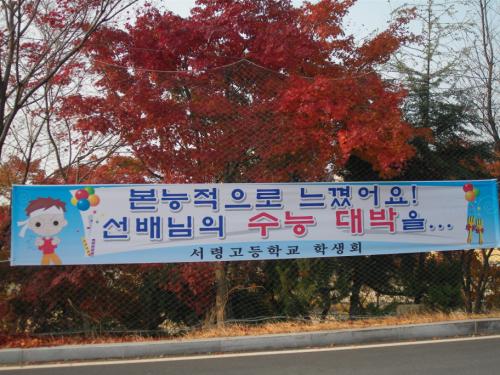 본능적으로 느꼈어요!
선배님의 수능 대박을...
서령고등학교 학생회